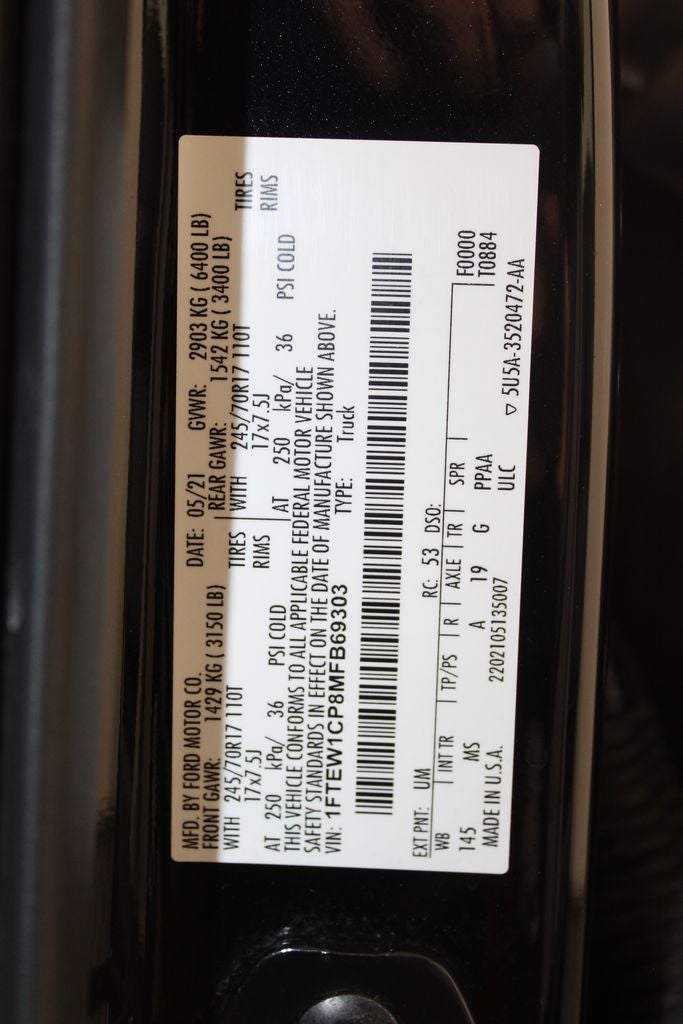 MFD. BY FORD MOTOR CO. DATE: 05/21 GVWR: 2903 KG ( 6400 LB)
FRONT GAWR: 1429 KG ( 3150 LB) REAR GAWR: 1542 KG ( 3400 LB)
WITH 245/70R17 110T TIRES WITH 245/70R17 110T TIRES
17x7.5J RIMS 17x7.5J RIMS
AT 250 kPa/ 36 PSI COLD AT 250 kPa/ 36 PSI COLD
THIS VEHICLE CONFORMS TO ALL APPLICABLE FEDERAL MOTOR VEHICLE
SAFETY STANDARDS IN EFFECT ON THE DATE OF MANUFACTURE SHOWN ABOVE.
VIN: 1FTEW1CP8MFB69303 TYPE: Truck
EXT PNT: UM RC: 53 DSO:
WB INT TR TP/PS R AXLE TR SPR F0000
145 MS A 19 G PPAA T0884
MADE IN U.S.A. 2202105135007 ULC
▽ 5U5A-3520472-AA